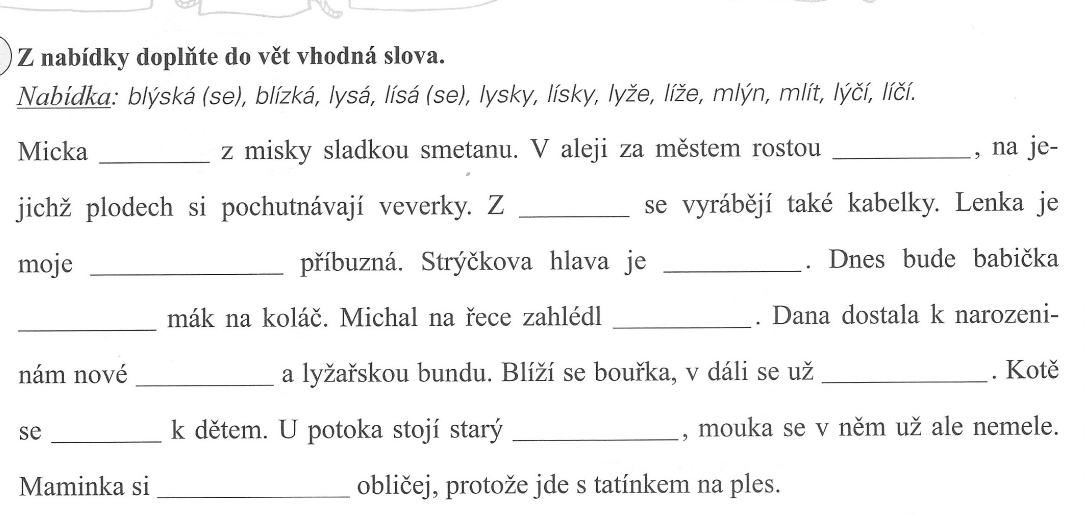 Z nabídky doplňte do vět vhodná slova.
Nabídka: blýská (se), blízká, lysá, lísá (se), lysky, lísky, lyže, líže, mlýn, mlít, lýčí, líčí.
Micka ________ z misky sladkou smetanu. V aleji za městem rostou __________, na je-
jichž plodech si pochutnávají veverky. Z ________ se vyrábějí také kabelky. Lenka je
moje ______________ příbuzná. Strýčkova hlava je __________. Dnes bude babička
__________ mák na koláč. Michal na řece zahlédl __________. Dana dostala k narozeni-
nám nové __________ a lyžařskou bundu. Blíží se bouřka, v dáli se už ____________. Kotě
se ________ k dětem. U potoka stojí starý ____________, mouka se v něm už ale nemele.
Maminka si ______________ obličej, protože jde s tatínkem na ples.